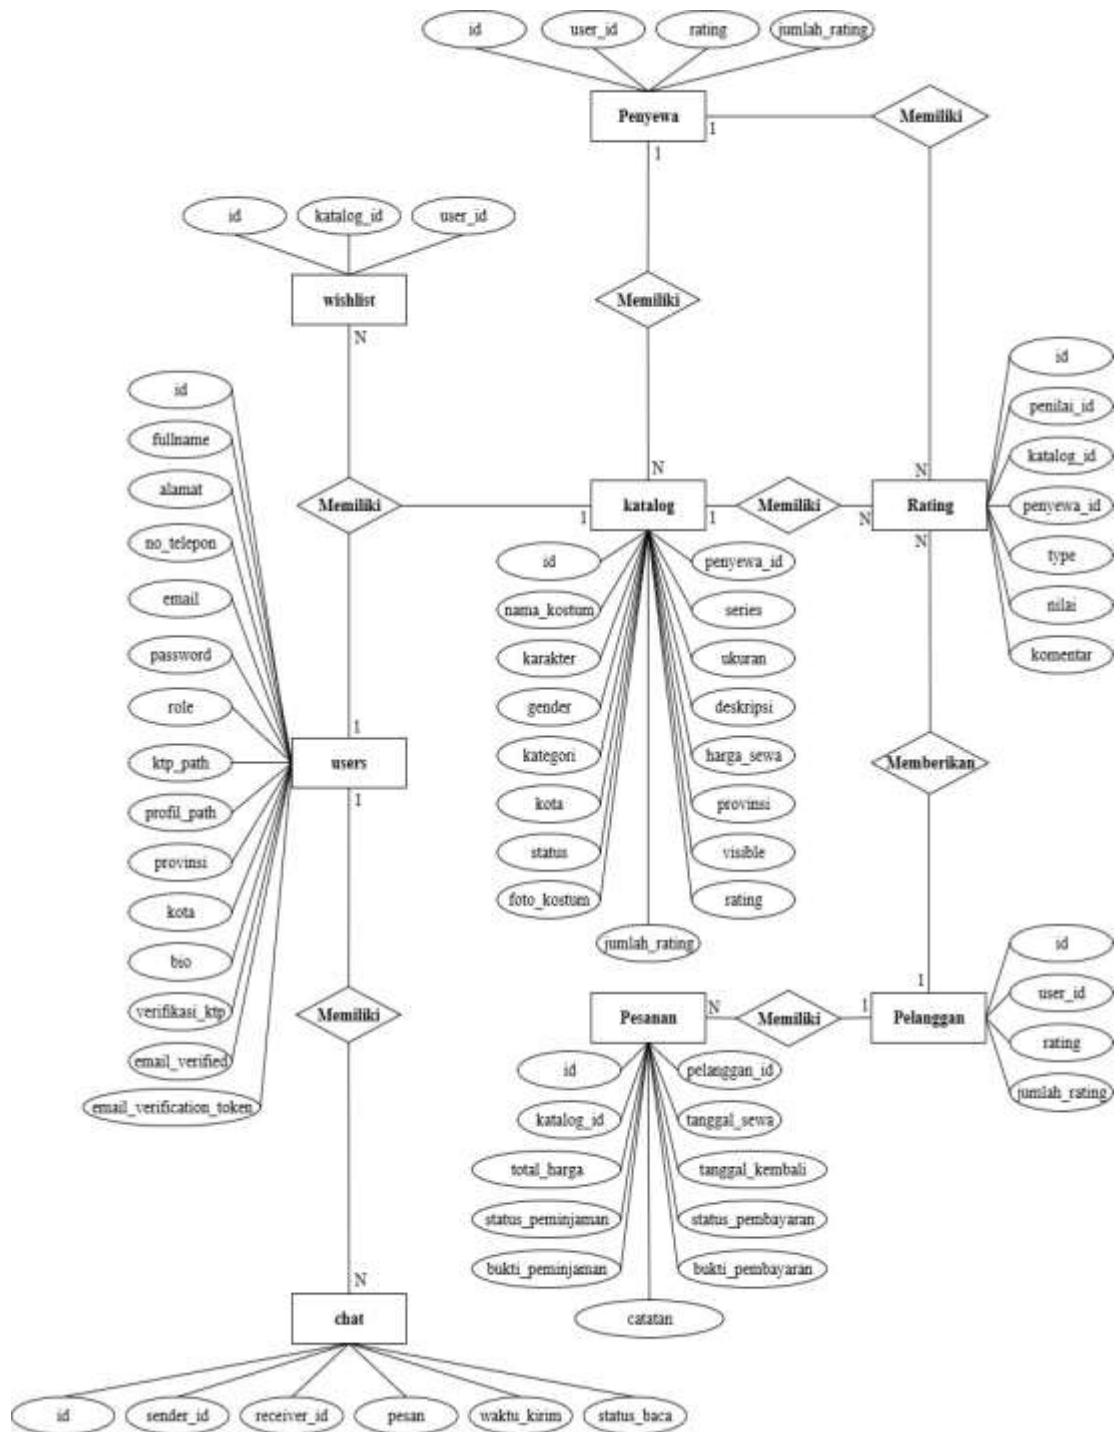 id user_id rating jumlah_rating
Penyewa
1
1
Memiliki
id katalog_id user_id
wishlist
N
Memiliki
id
fullname
alamat
no_telepon
email
password
role
ktp_path
profil_path
provinsi
kota
bio
verifikasi_ktp
email_verified
email_verification_token
Memiliki
1
users
1
Memiliki
N
chat
id sender_id receiver_id pesan waktu_kirim status_baca
N
1
katalog
1
Memiliki
N
N
Rating
N
id
penilai_id
katalog_id
penyewa_id
type
nilai
komentar
id penyewa_id
nama_kostum series
karakter ukuran
gender deskripsi
kategori harga_sewa
kota provinsi
status visible
foto_kostum rating
jumlah_rating
Memberikan
1
Pesanan
N
Memiliki
1
Pelanggan
id
user_id
rating
jumlah_rating
id pelanggan_id
katalog_id tanggal_sewa
total_harga tanggal_kembali
status_peminjaman status_pembayaran
bukti_peminjaman bukti_pembayaran
catatan